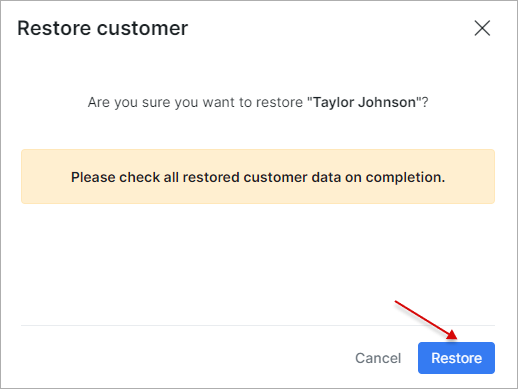 Restore customer
Are you sure you want to restore "Taylor Johnson"?
Please check all restored customer data on completion.
Cancel
Restore